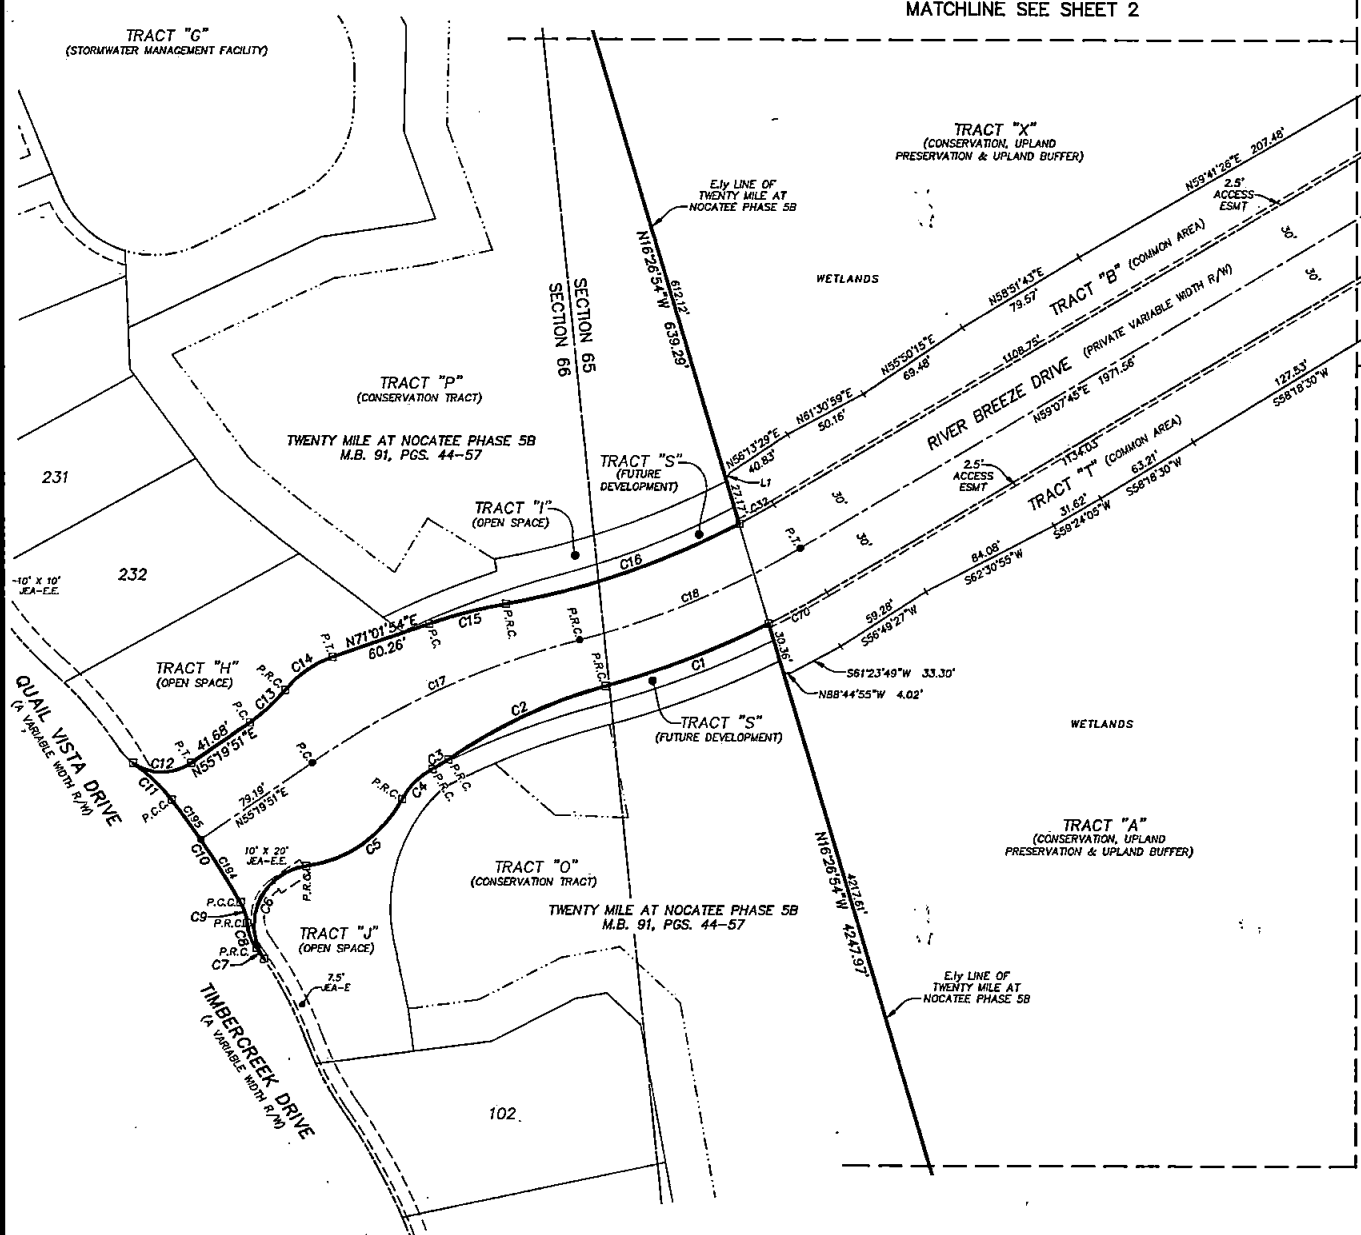 MATCHLINE SEE SHEET 2
TRACT "G"
(STORMWATER MANAGEMENT FACILITY)
TRACT "X"
(CONSERVATION, UPLAND
PRESERVATION & UPLAND BUFFER)
E.ly LINE OF
TWENTY MILE AT
NOCATEE PHASE 5B
N59°41'26"E 207.48'
2.5'
ACCESS
ESMT
N16°26'54"W 639.29'
612.12'
WETLANDS
N58°51'43"E
79.57'
TRACT "B" (COMMON AREA)
30'
30'
SECTION 65
SECTION 66
N55°50'15"E
69.48'
1108.75'
RIVER BREEZE DRIVE (PRIVATE VARIABLE WIDTH R/W)
N59°07'45"E 1971.56'
127.53'
S58°18'30"W
TRACT "P"
(CONSERVATION TRACT)
N61°30'59"E
50.16'
TWENTY MILE AT NOCATEE PHASE 5B
M.B. 91, PGS. 44-57
N56°13'29"E
40.83'
L1
27.17'
C32
TRACT "S"
(FUTURE
DEVELOPMENT)
2.5'
ACCESS
ESMT
1134.03'
TRACT "T" (COMMON AREA)
63.21'
S58°18'30"W
231
TRACT "I"
(OPEN SPACE)
30'
30'
P.T.
31.62'
S59°24'05"W
84.08'
S62°30'55"W
232
10' X 10'
JEA-E.E.
C16
C18
C15
P.R.C.
P.C.
P.R.C.
N71°01'54"E
60.26'
P.T.
C14
P.R.C.
C13
P.C.
TRACT "H"
(OPEN SPACE)
C70
59.28'
S56°49'27"W
30.36'
S61°23'49"W 33.30'
N88°44'55"W 4.02'
C1
P.R.C.
C17
C2
TRACT "S"
(FUTURE DEVELOPMENT)
WETLANDS
QUAIL VISTA DRIVE
(A VARIABLE WIDTH R/W)
41.68'
N55°19'51"E
P.T.
C12
C11
P.C.C.
C195
P.C.
79.19'
N55°19'51"E
C3
P.R.C.
P.R.C.
C4
P.R.C.
C10
C194
10' X 20'
JEA-E.E.
C5
P.R.C.
TRACT "A"
(CONSERVATION, UPLAND
PRESERVATION & UPLAND BUFFER)
N16°26'54"W 4247.97'
4217.61'
TRACT "O"
(CONSERVATION TRACT)
P.C.C.
C9
C6
P.R.C.
C8
P.R.C.
C7
TRACT "J"
(OPEN SPACE)
TWENTY MILE AT NOCATEE PHASE 5B
M.B. 91, PGS. 44-57
7.5'
JEA-E
E.ly LINE OF
TWENTY MILE AT
NOCATEE PHASE 5B
TIMBERCREEK DRIVE
(A VARIABLE WIDTH R/W)
102